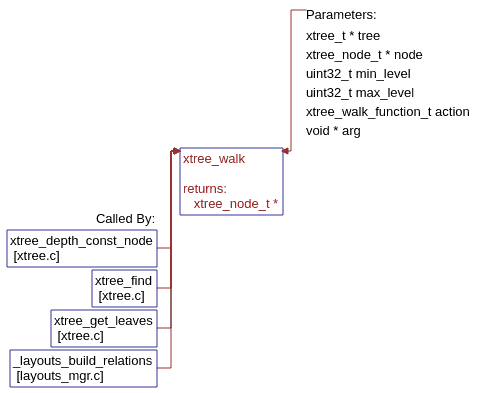 Parameters:
xtree_t * tree
xtree_node_t * node
uint32_t min_level
uint32_t max_level
xtree_walk_function_t action
void * arg
xtree_walk
returns:
xtree_node_t *
Called By:
xtree_depth_const_node
[xtree.c]
xtree_find
[xtree.c]
xtree_get_leaves
[xtree.c]
_layouts_build_relations
[layouts_mgr.c]